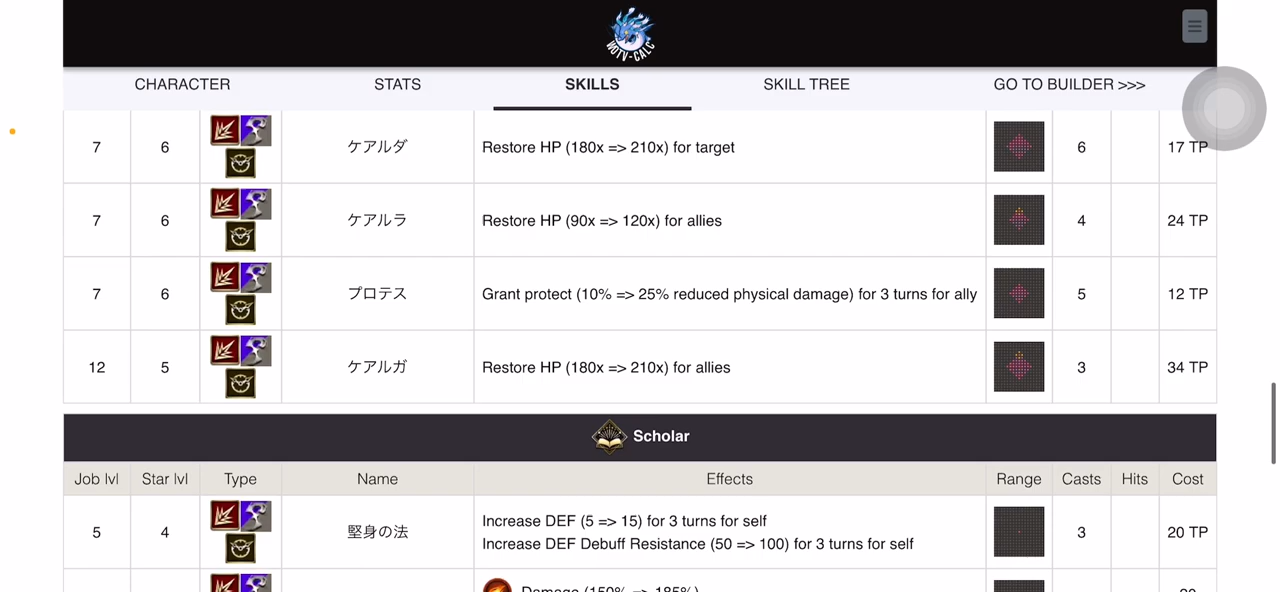 WOTV-CALC
CHARACTER STATS SKILLS SKILL TREE GO TO BUILDER >>>
7 6 ケアルダ Restore HP (180x => 210x) for target 6 17 TP
7 6 ケアルラ Restore HP (90x => 120x) for allies 4 24 TP
7 6 プロテス Grant protect (10% => 25% reduced physical damage) for 3 turns for ally 5 12 TP
12 5 ケアルガ Restore HP (180x => 210x) for allies 3 34 TP
Scholar
Job lvl Star lvl Type Name Effects Range Casts Hits Cost
5 4 堅身の法 Increase DEF (5 => 15) for 3 turns for self 3 20 TP
Increase DEF Debuff Resistance (50 => 100) for 3 turns for self
Damage (150% => 185%)